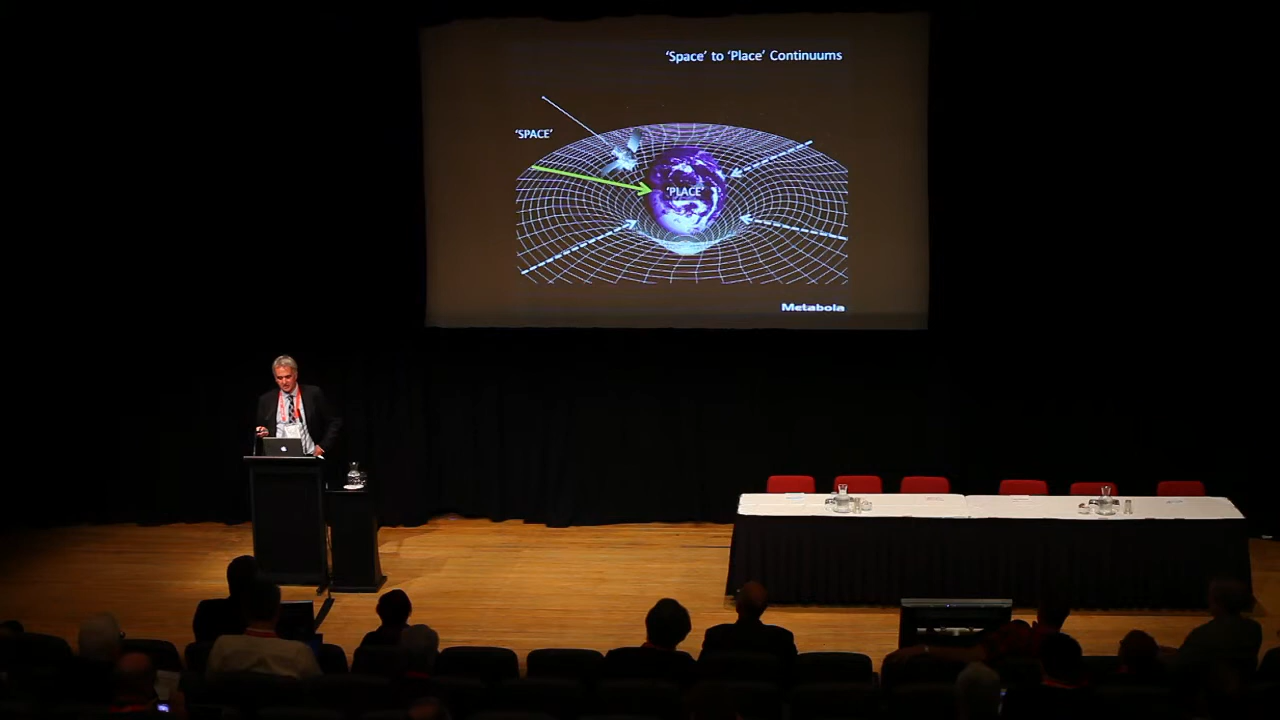 ‘Space’ to ‘Place’ Continuums
‘SPACE’
‘PLACE’
Metabola